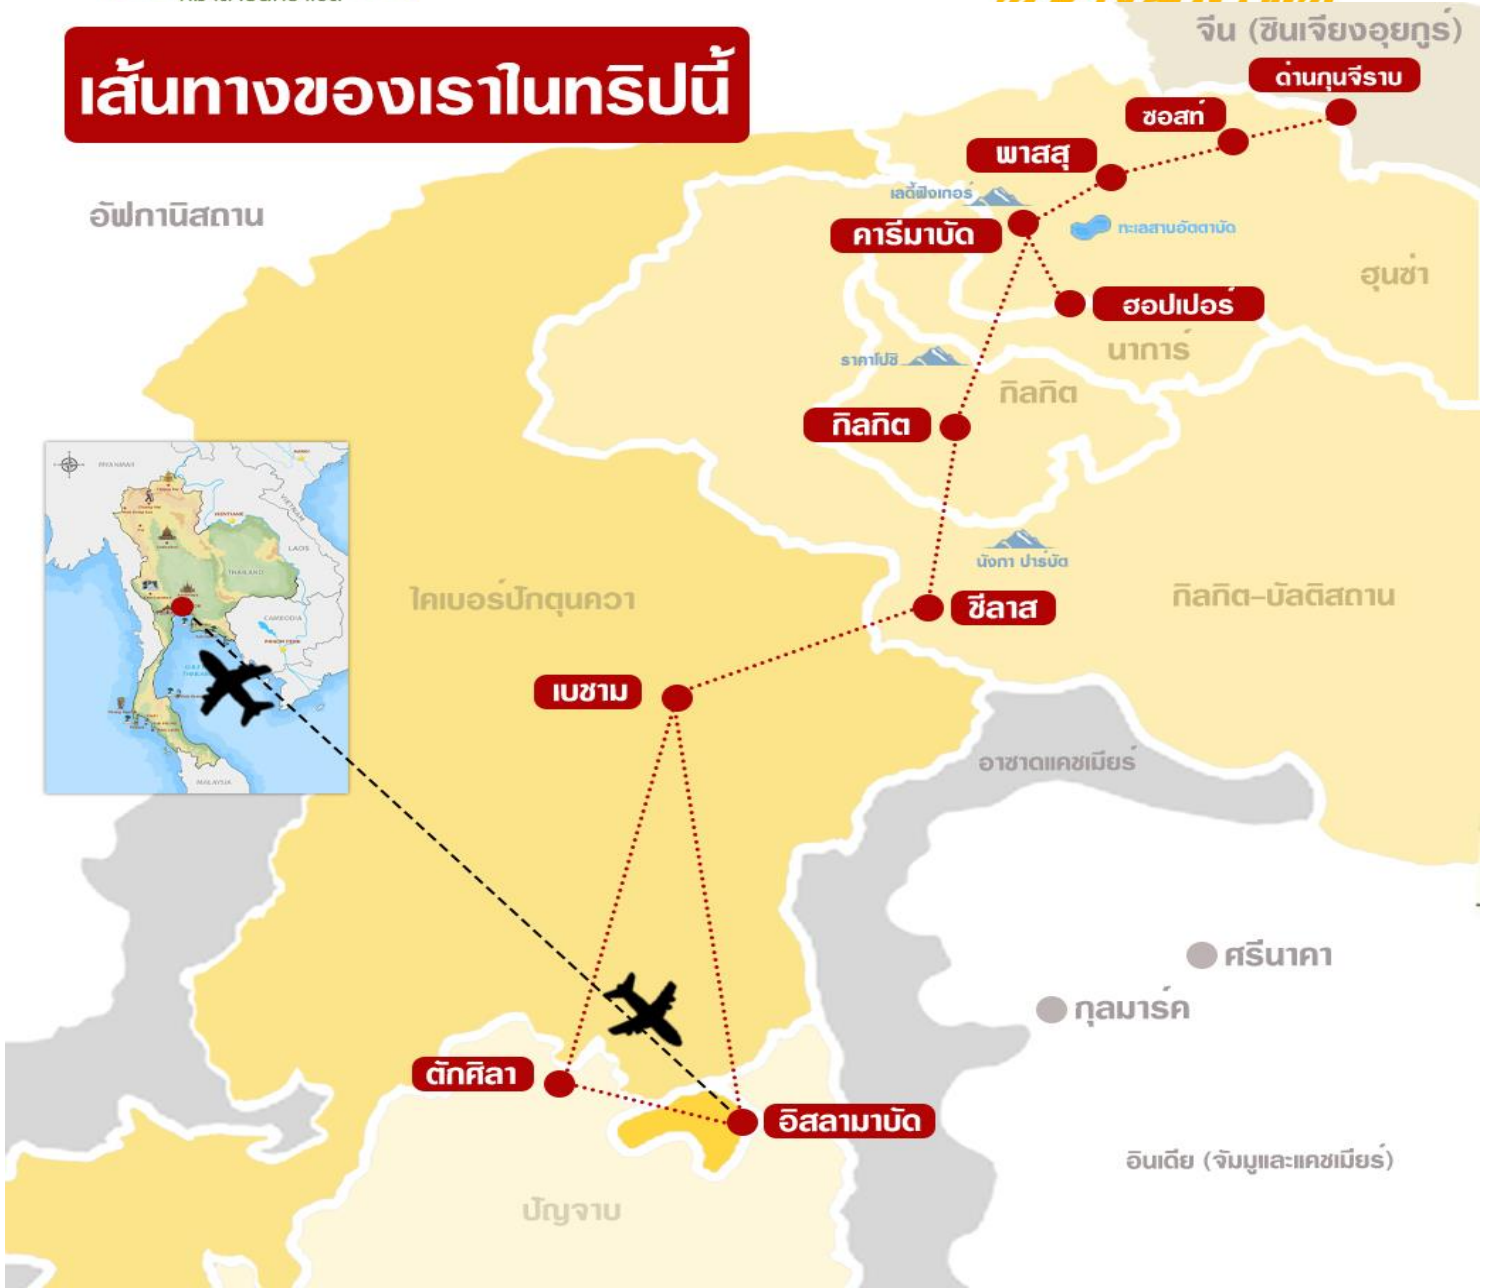 จีน (ซินเจียงอุยกูร์)
เส้นทางของเราในทริปนี้
ด่านกุนจีราบ
ซอสท์
พาสสุ
เลดี้ฟิงเกอร์
อัฟกานิสถาน
คารีมาบัด
ทะเลสาบอัตตาบัด
ฮุนซ่า
ฮอปเปอร์
นาการ์
ราคาโปชิ
กิลกิต
กิลกิต
MYANMAR
VIETNAM
LAOS
THAILAND
CAMBODIA
MALAYSIA
นังกา ปาร์บัต
ไคเบอร์ปักตุนควา
ชีลาส
กิลกิต-บัลติสถาน
เบชาม
อาซาดแคชเมียร์
ศรีนาคา
กุลมาร์ค
ตักศิลา
อิสลามาบัด
อินเดีย (จัมมูและแคชเมียร์)
ปัญจาบ